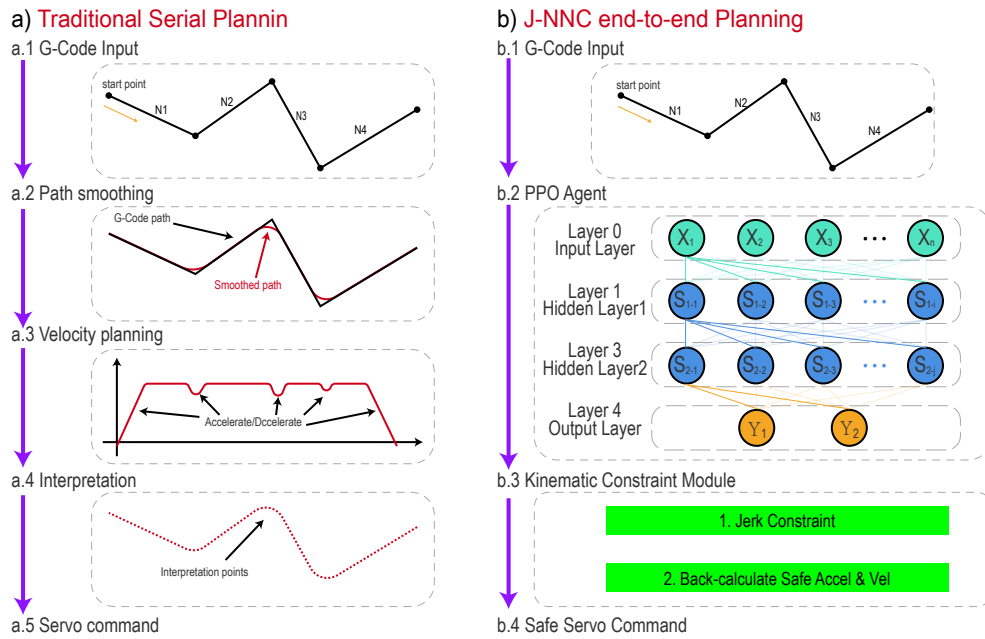 a) Traditional Serial Plannin
a.1 G-Code Input
start point
N1
N2
N3
N4
a.2 Path smoothing
G-Code path
Smoothed path
a.3 Velocity planning
Accelerate/Dccelerate
a.4 Interpretation
Interpretation points
a.5 Servo command
b) J-NNC end-to-end Planning
b.1 G-Code Input
start point
N1
N2
N3
N4
b.2 PPO Agent
Layer 0
Input Layer
X1 X2 X3 ••• Xn
Layer 1
Hidden Layer1
S1-1 S1-2 S1-3 ••• S1-i
Layer 3
Hidden Layer2
S2-1 S2-2 S2-3 ••• S2-j
Layer 4
Output Layer
Y1 Y2
b.3 Kinematic Constraint Module
1. Jerk Constraint
2. Back-calculate Safe Accel & Vel
b.4 Safe Servo Command